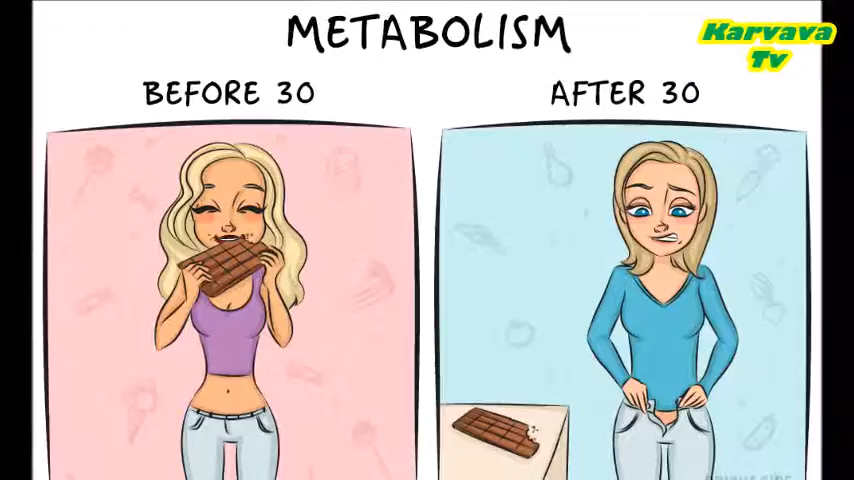 METABOLISM
Karvava
Tv
BEFORE 30
AFTER 30